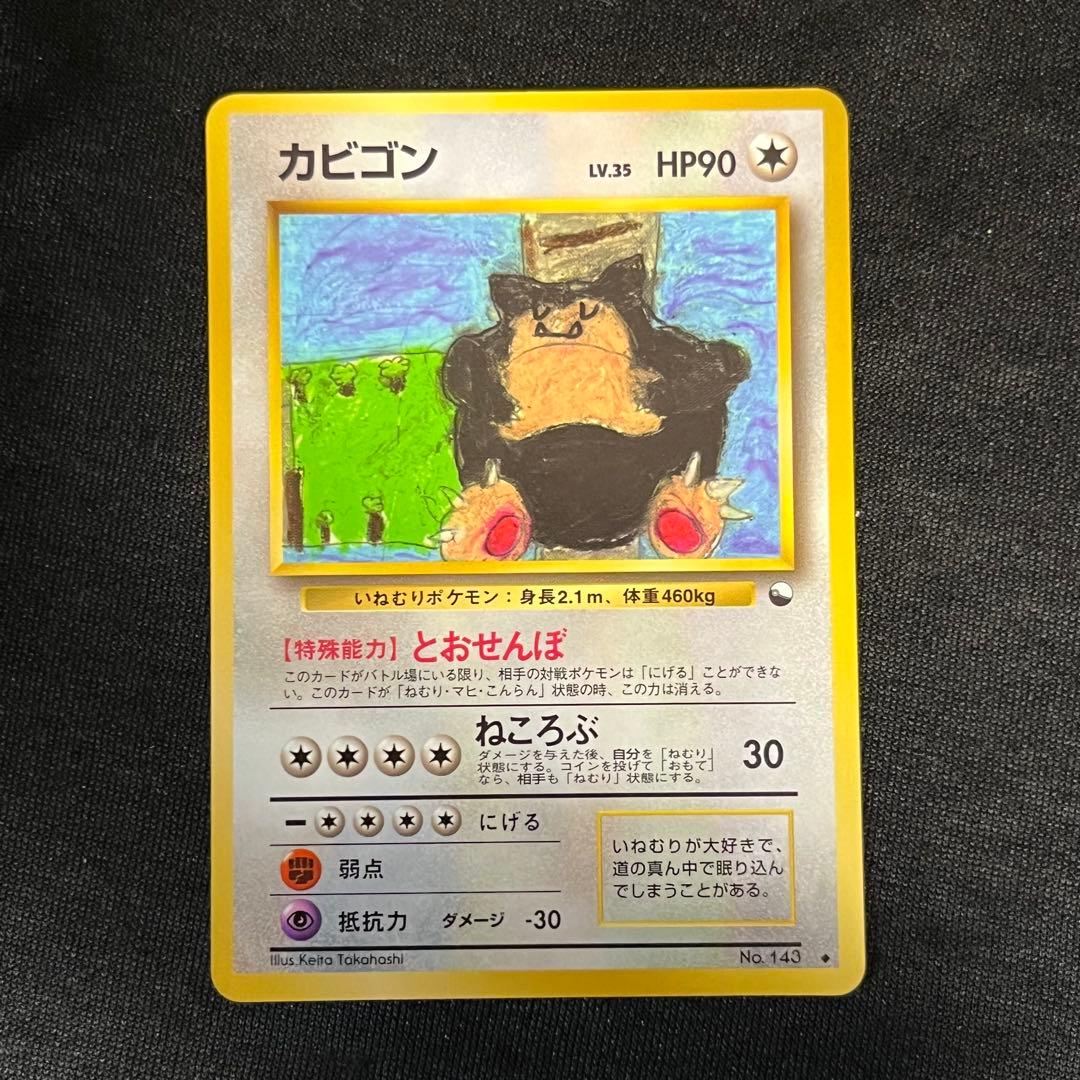 カビゴン LV.35 HP90
いねむりポケモン：身長2.1m、体重460kg
【特殊能力】とおせんぼ
このカードがバトル場にいる限り、相手の対戦ポケモンは「にげる」ことができな
い。このカードが「ねむり・マヒ・こんらん」状態の時、この力は消える。
ねころぶ
ダメージを与えた後、自分を「ねむり」
状態にする。コインを投げて「おもて」
なら、相手も「ねむり」状態にする。
30
ー にげる
弱点
抵抗力 ダメージ -30
いねむりが大好きで、
道の真ん中で眠り込ん
でしまうことがある。
Illus.Keita Takahashi
No. 143